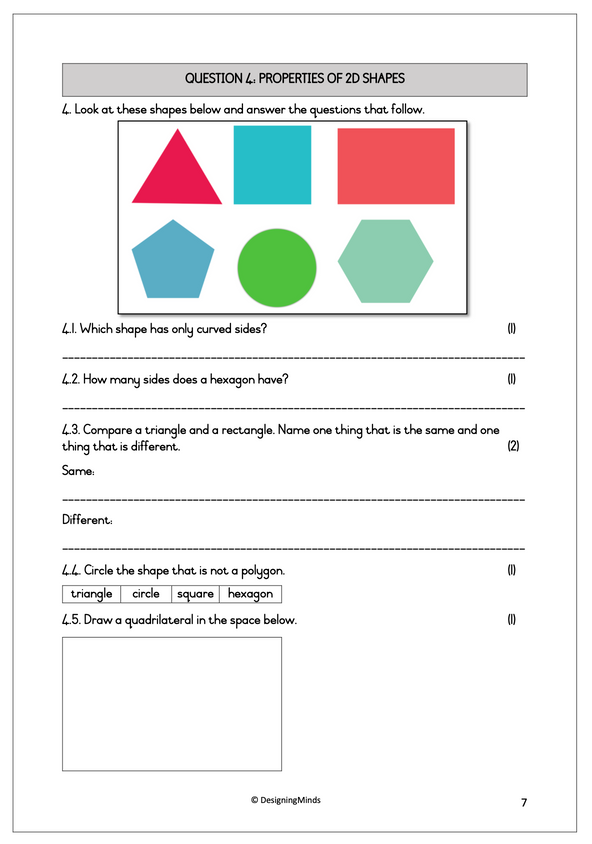 QUESTION 4: PROPERTIES OF 2D SHAPES
4. Look at these shapes below and answer the questions that follow.
4.1. Which shape has only curved sides? (1)
4.2. How many sides does a hexagon have? (1)
4.3. Compare a triangle and a rectangle. Name one thing that is the same and one
thing that is different. (2)
Same:
Different:
4.4. Circle the shape that is not a polygon. (1)
triangle circle square hexagon
4.5. Draw a quadrilateral in the space below. (1)
© DesigningMinds
7